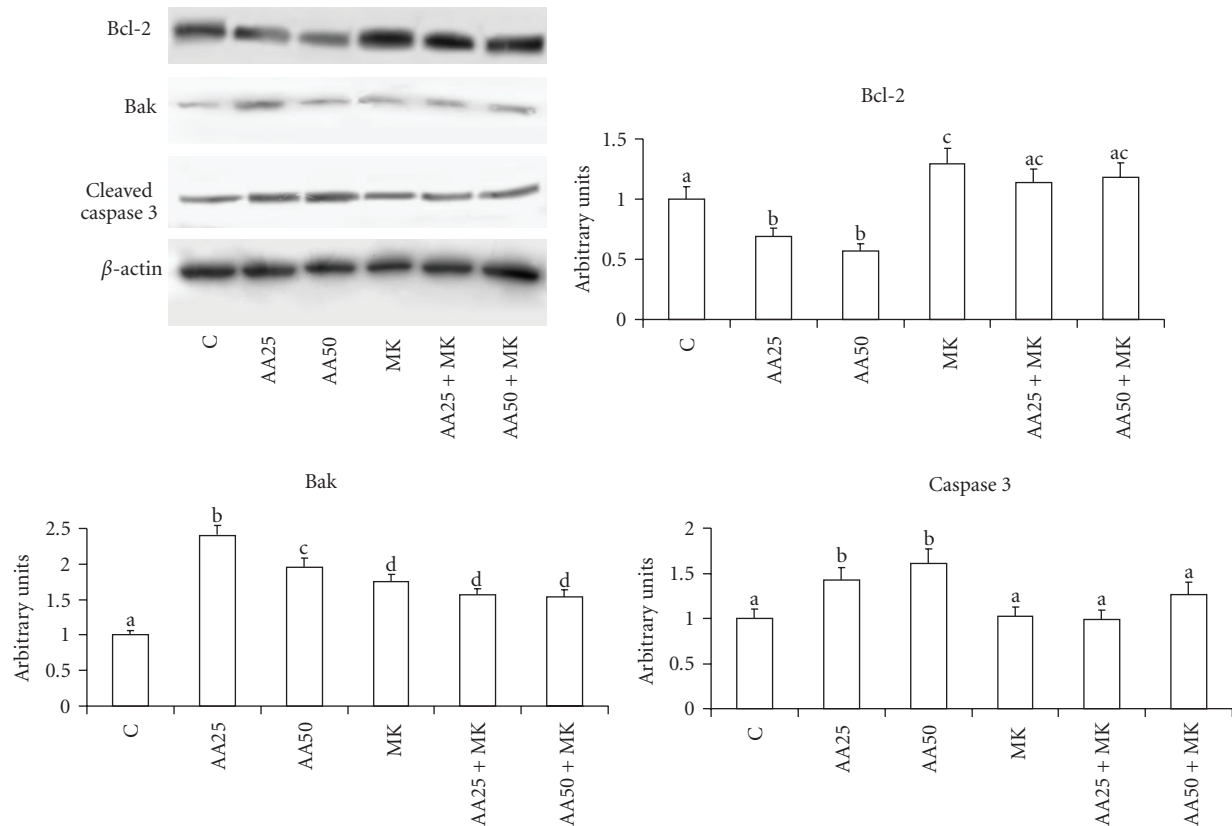 Bcl-2
Bak
Cleaved
caspase 3
β-actin
C
AA25
AA50
MK
AA25 + MK
AA50 + MK
Bcl-2
Arbitrary units
1.5
1
0.5
0
a
b
b
c
ac
ac
C
AA25
AA50
MK
AA25 + MK
AA50 + MK
Bak
Arbitrary units
2.5
2
1.5
1
0.5
0
a
b
c
d
d
d
C
AA25
AA50
MK
AA25 + MK
AA50 + MK
Caspase 3
Arbitrary units
2
1.5
1
0.5
0
a
b
b
a
a
a
C
AA25
AA50
MK
AA25 + MK
AA50 + MK